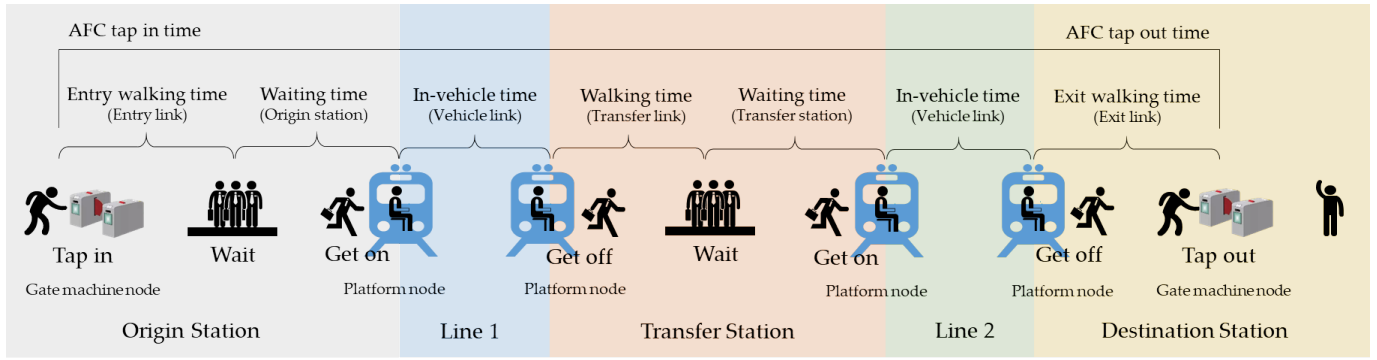 AFC tap in time
AFC tap out time
Entry walking time
(Entry link)
Waiting time
(Origin station)
In-vehicle time
(Vehicle link)
Walking time
(Transfer link)
Waiting time
(Transfer station)
In-vehicle time
(Vehicle link)
Exit walking time
(Exit link)
Tap in
Wait
Get on
Get off
Wait
Get on
Get off
Tap out
Gate machine node
Platform node
Platform node
Platform node
Platform node
Gate machine node
Origin Station
Line 1
Transfer Station
Line 2
Destination Station